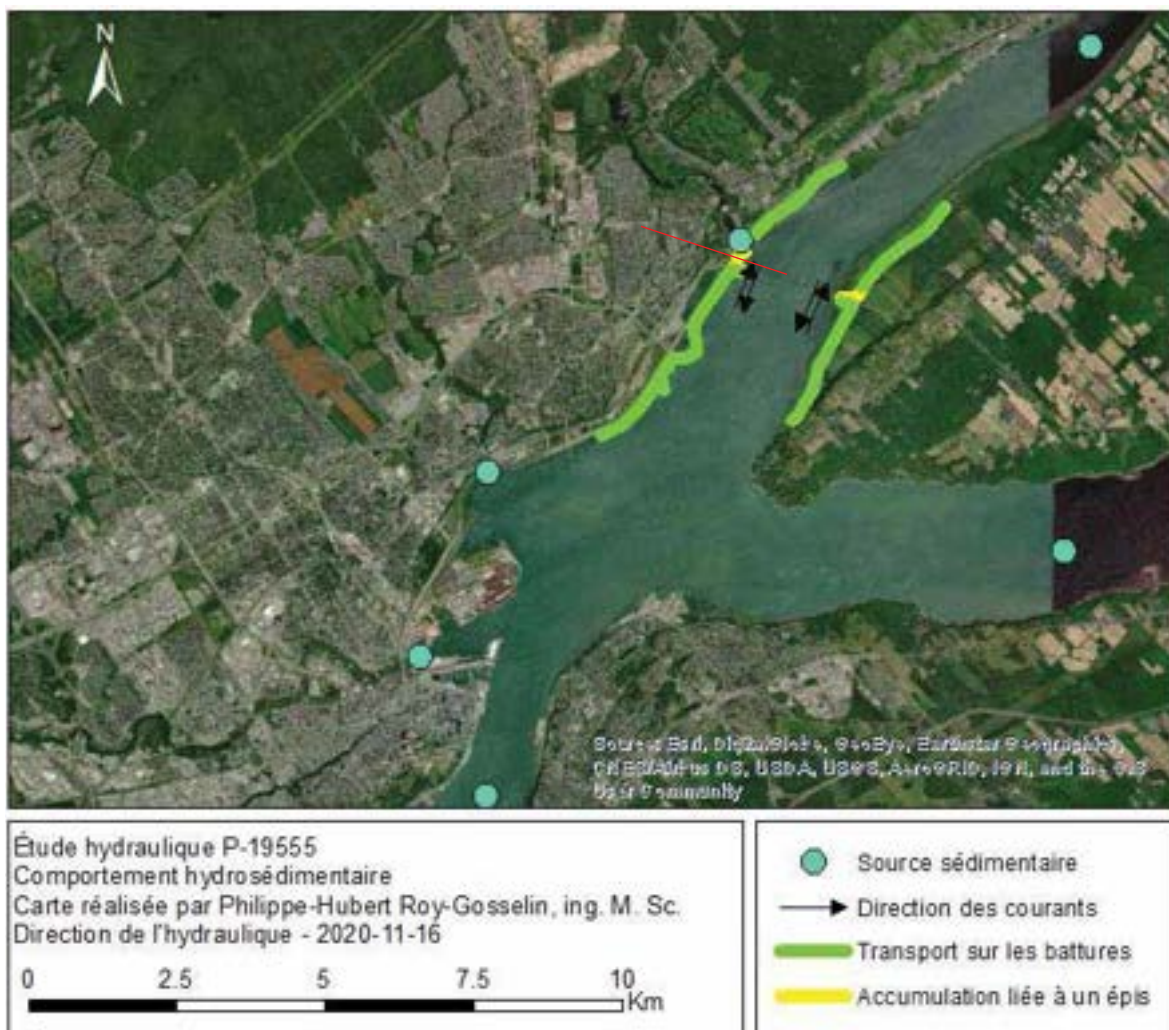 N
User Community
Étude hydraulique P-19555
Comportement hydrosédimentaire
Carte réalisée par Philippe-Hubert Roy-Gosselin, ing. M. Sc.
Direction de l'hydraulique - 2020-11-16
0 2.5 5 7.5 10
Km
Source sédimentaire
Direction des courants
Transport sur les battures
Accumulation liée à un épis